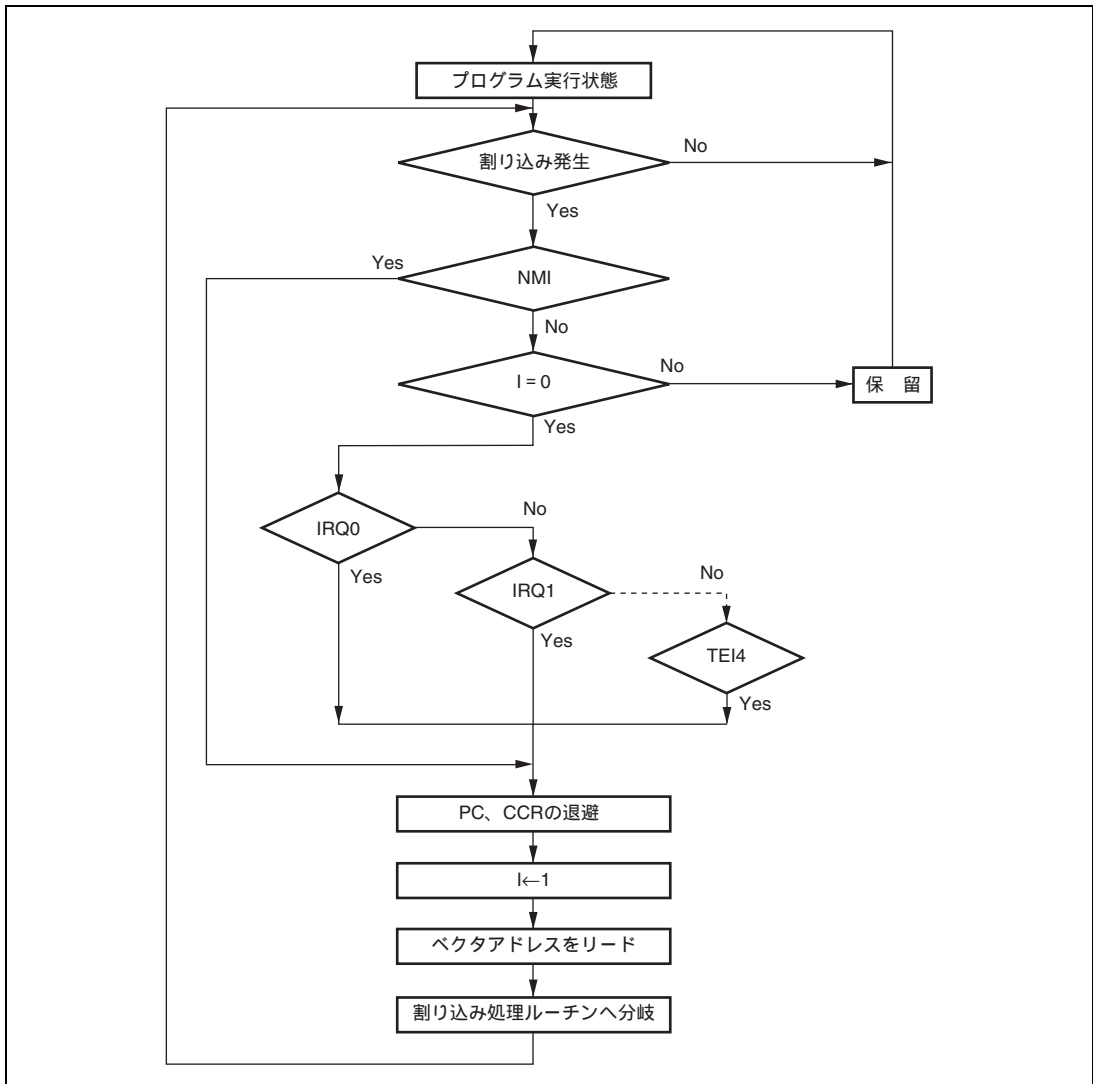 プログラム実行状態
割り込み発生
No
Yes
Yes
NMI
No
I = 0
No
保　留
Yes
IRQ0
No
Yes
IRQ1
No
Yes
TEI4
Yes
PC、CCRの退避
I←1
ベクタアドレスをリード
割り込み処理ルーチンへ分岐